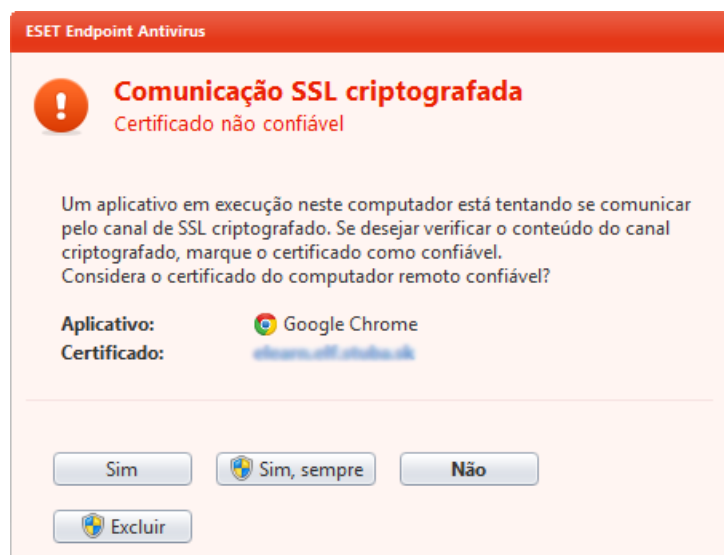 ESET Endpoint Antivirus
Comunicação SSL criptografada
Certificado não confiável
Um aplicativo em execução neste computador está tentando se comunicar
pelo canal de SSL criptografado. Se desejar verificar o conteúdo do canal
criptografado, marque o certificado como confiável.
Considera o certificado do computador remoto confiável?
Aplicativo: Google Chrome
Certificado:
Sim Sim, sempre Não
Excluir